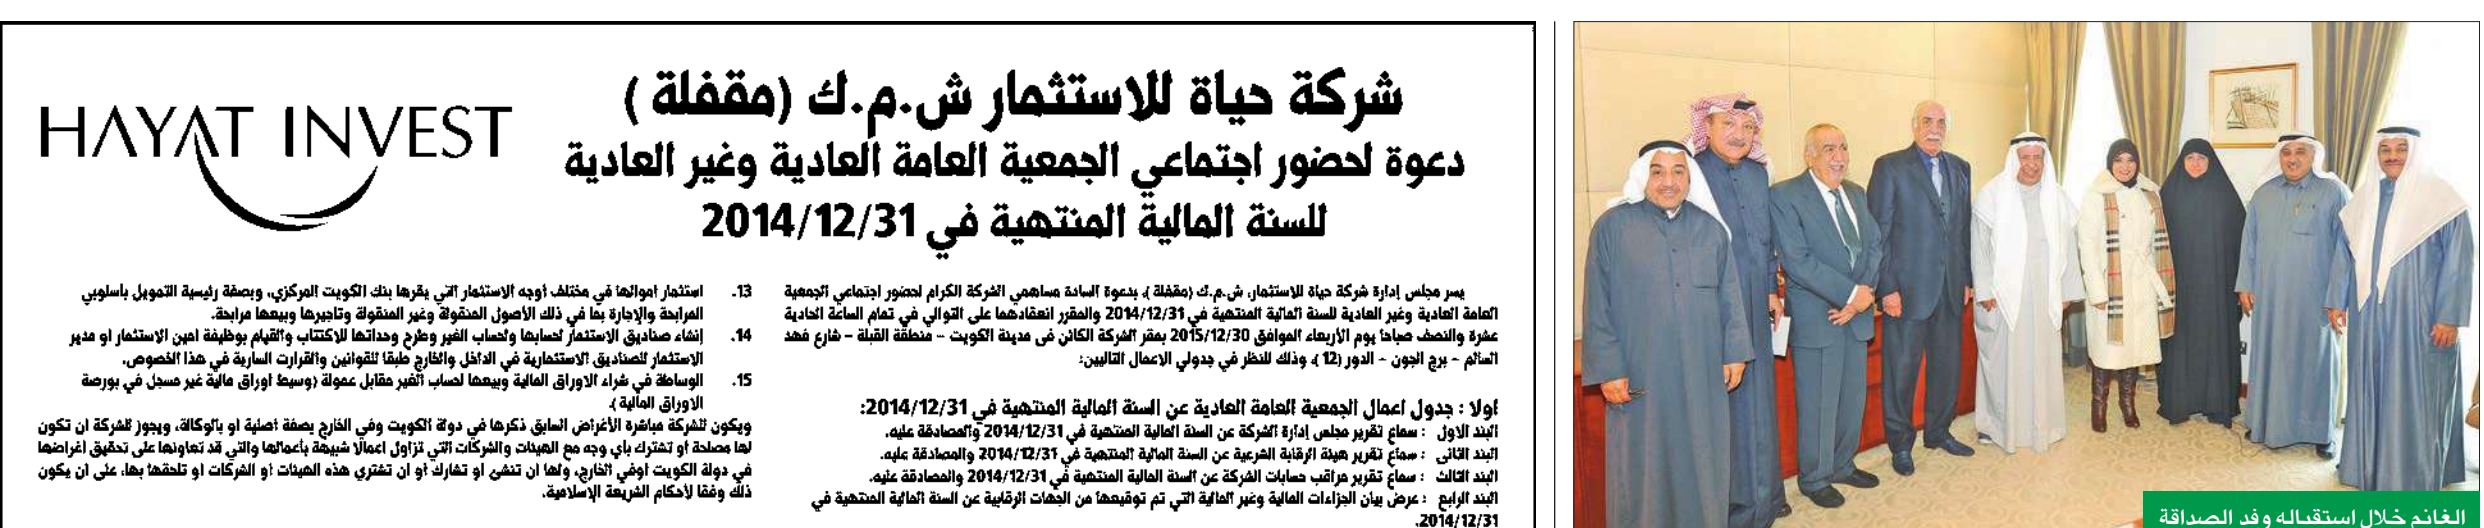 HAYAT INVEST
شركة حياة للاستثمار ش.م.ك (مقفلة )
دعوة لحضور اجتماعي الجمعية العامة العادية وغير العادية
للسنة المالية المنتهية في 2014/12/31
يسر مجلس إدارة شركة حياة للاستثمار، ش.م.ك (مقفلة )، بدعوة السادة مساهمي الشركة الكرام لحضور اجتماعي الجمعية
العامة العادية وغير العادية للسنة المالية المنتهية في 2014/12/31 والمقرر انعقادهما على التوالي في تمام الساعة الحادية
عشرة والنصف صباحا يوم الأربعاء الموافق 2015/12/30 بمقر الشركة الكائن فى مدينة الكويت – منطقة القبلة – شارع فهد
السالم – برج الجون – الدور (12 )، وذلك للنظر في جدولي الاعمال التاليين:
أولا : جدول اعمال الجمعية العامة العادية عن السنة المالية المنتهية في 2014/12/31:
البند الاول : سماع تقرير مجلس إدارة الشركة عن السنة المالية المنتهية في 2014/12/31 والمصادقة عليه.
البند الثانى : سماع تقرير هيئة الرقابة الشرعية عن السنة المالية المنتهية في 2014/12/31 والمصادقة عليه.
البند الثالث : سماع تقرير مراقب حسابات الشركة عن السنة المالية المنتهية في 2014/12/31 والمصادقة عليه.
البند الرابع : عرض بيان الجزاءات المالية وغير المالية التي تم توقيعها من الجهات الرقابية عن السنة المالية المنتهية في
2014/12/31.
13. استثمار اموالها في مختلف أوجه الاستثمار التي يقرها بنك الكويت المركزي، وبصفة رئيسية التمويل بأسلوبي
المرابحة والإجارة بما في ذلك الأصول المنقولة وغير المنقولة وتاجيرها وبيعها مرابحة.
14. إنشاء صناديق الاستثمار لحسابها ولحساب الغير وطرح وحداتها للاكتتاب والقيام بوظيفة امين الاستثمار او مدير
الاستثمار للصناديق الاستثمارية في الداخل والخارج طبقا للقوانين والقرارت السارية في هذا الخصوص.
15. الوساطة في شراء الاوراق المالية وبيعها لحساب الغير مقابل عمولة (وسيط اوراق مالية غير مسجل في بورصة
الاوراق المالية ).
ويكون للشركة مباشرة الأغراض السابق ذكرها في دولة الكويت وفي الخارج بصفة أصلية او بالوكالة، ويجوز للشركة ان تكون
لها مصلحة أو تشترك بأي وجه مع الهيئات والشركات التي تزاول اعمالا شبيهة بأعمالها والتي قد تعاونها على تحقيق أغراضها
في دولة الكويت اوفي الخارج، ولها ان تنشئ او تشارك أو ان تشتري هذه الهيئات أو الشركات او تلحقها بها، على ان يكون
ذلك وفقا لأحكام الشريعة الإسلامية.
الغانم خلال استقباله وفد الصداقة